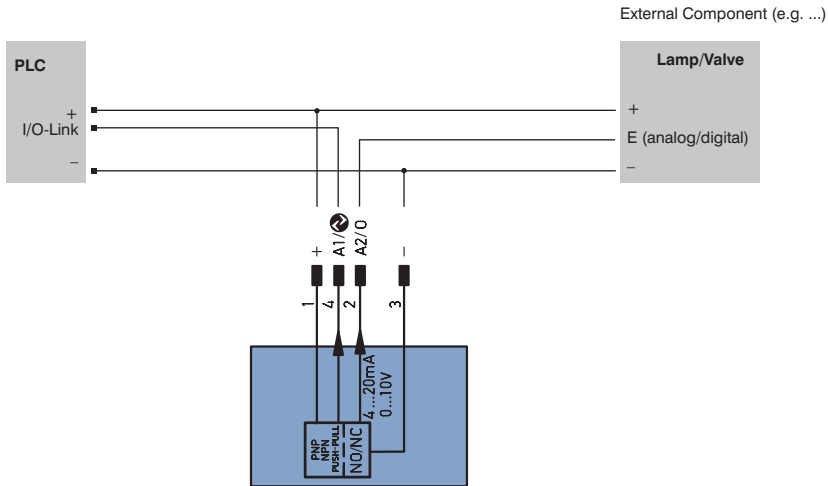 External Component (e.g. ...)
PLC
Lamp/Valve
+
I/O-Link
–
+
E (analog/digital)
–
+
A1/
A2/O
–
1
4
2
3
4...20mA
0...10V
PNP
NPN
PUSH-PULL
NO/NC